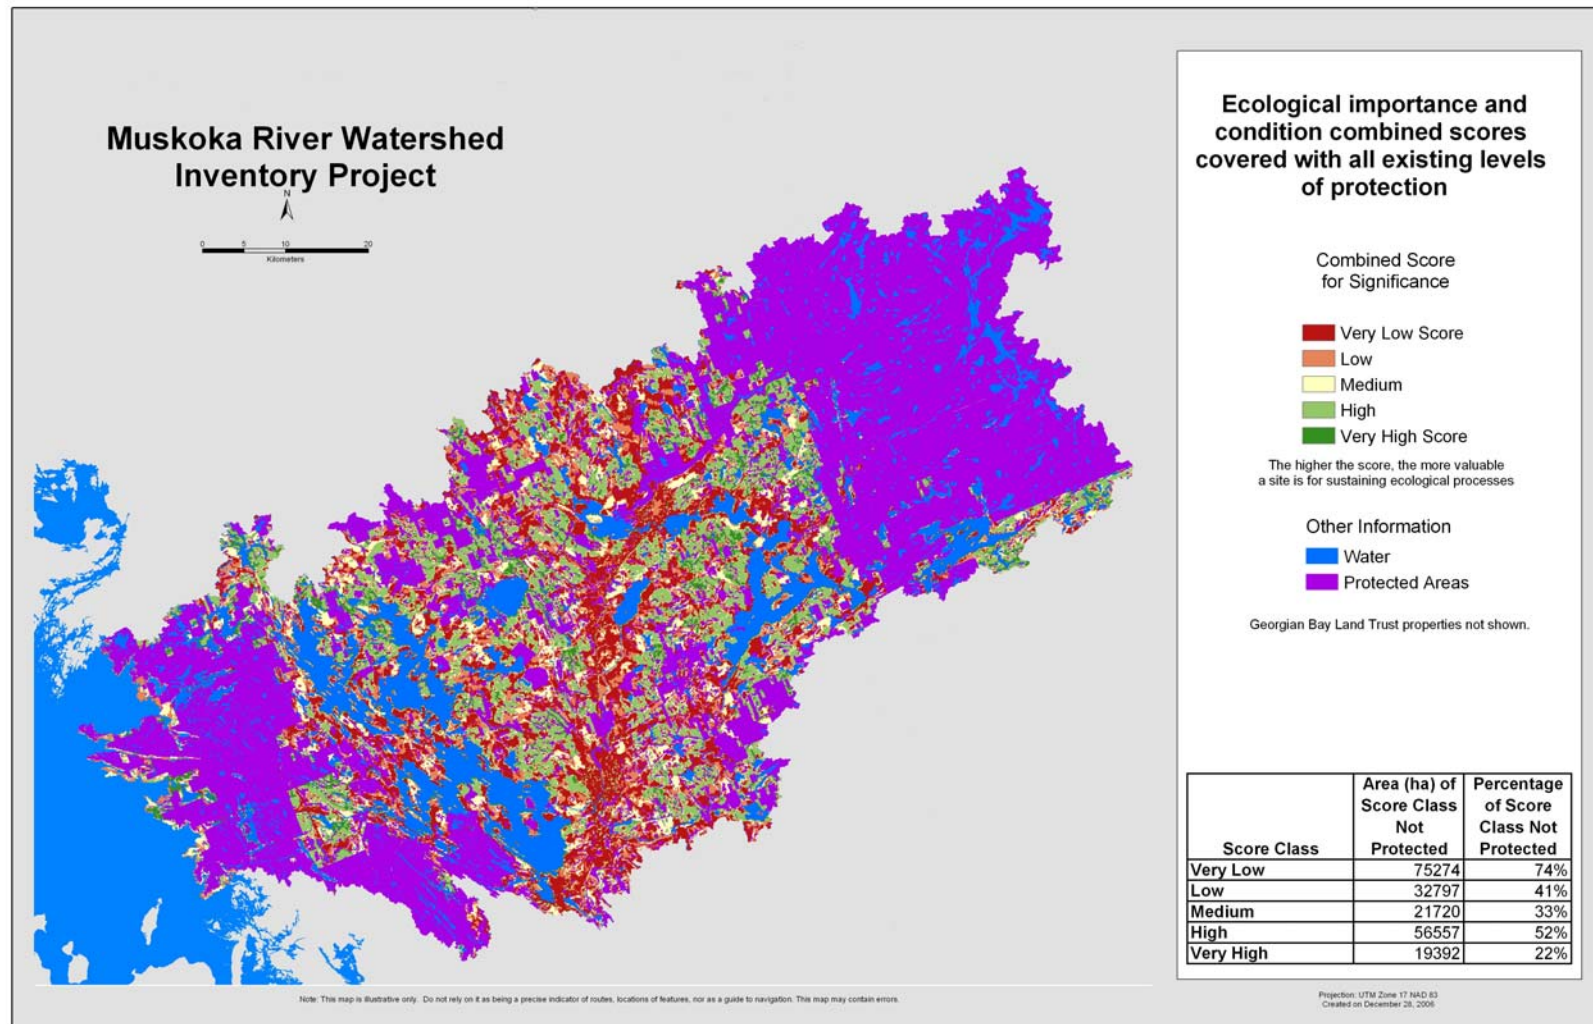 Muskoka River Watershed
Inventory Project
N
0 5 10 20
Kilometers
Ecological importance and
condition combined scores
covered with all existing levels
of protection
Combined Score
for Significance
Very Low Score
Low
Medium
High
Very High Score
The higher the score, the more valuable
a site is for sustaining ecological processes
Other Information
Water
Protected Areas
Georgian Bay Land Trust properties not shown.
Score Class Area (ha) of Score Class Not Protected Percentage of Score Class Not Protected
Very Low 75274 74%
Low 32797 41%
Medium 21720 33%
High 56557 52%
Very High 19392 22%
Note: This map is illustrative only. Do not rely on it as being a precise indicator of routes, locations of features, nor as a guide to navigation. This map may contain errors.
Projection: UTM Zone 17 NAD 83
Created on December 28, 2006